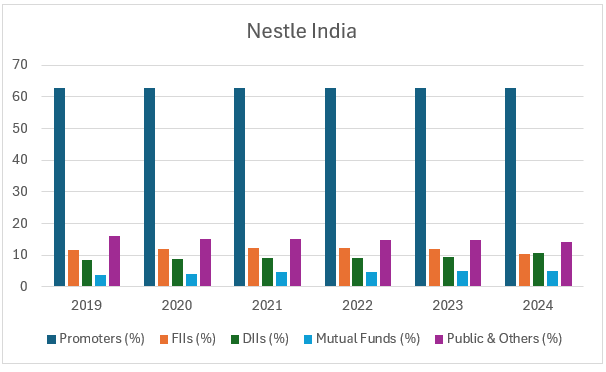 Nestle India
70
60
50
40
30
20
10
0
2019 2020 2021 2022 2023 2024
Promoters (%) FIIs (%) DIIs (%) Mutual Funds (%) Public & Others (%)